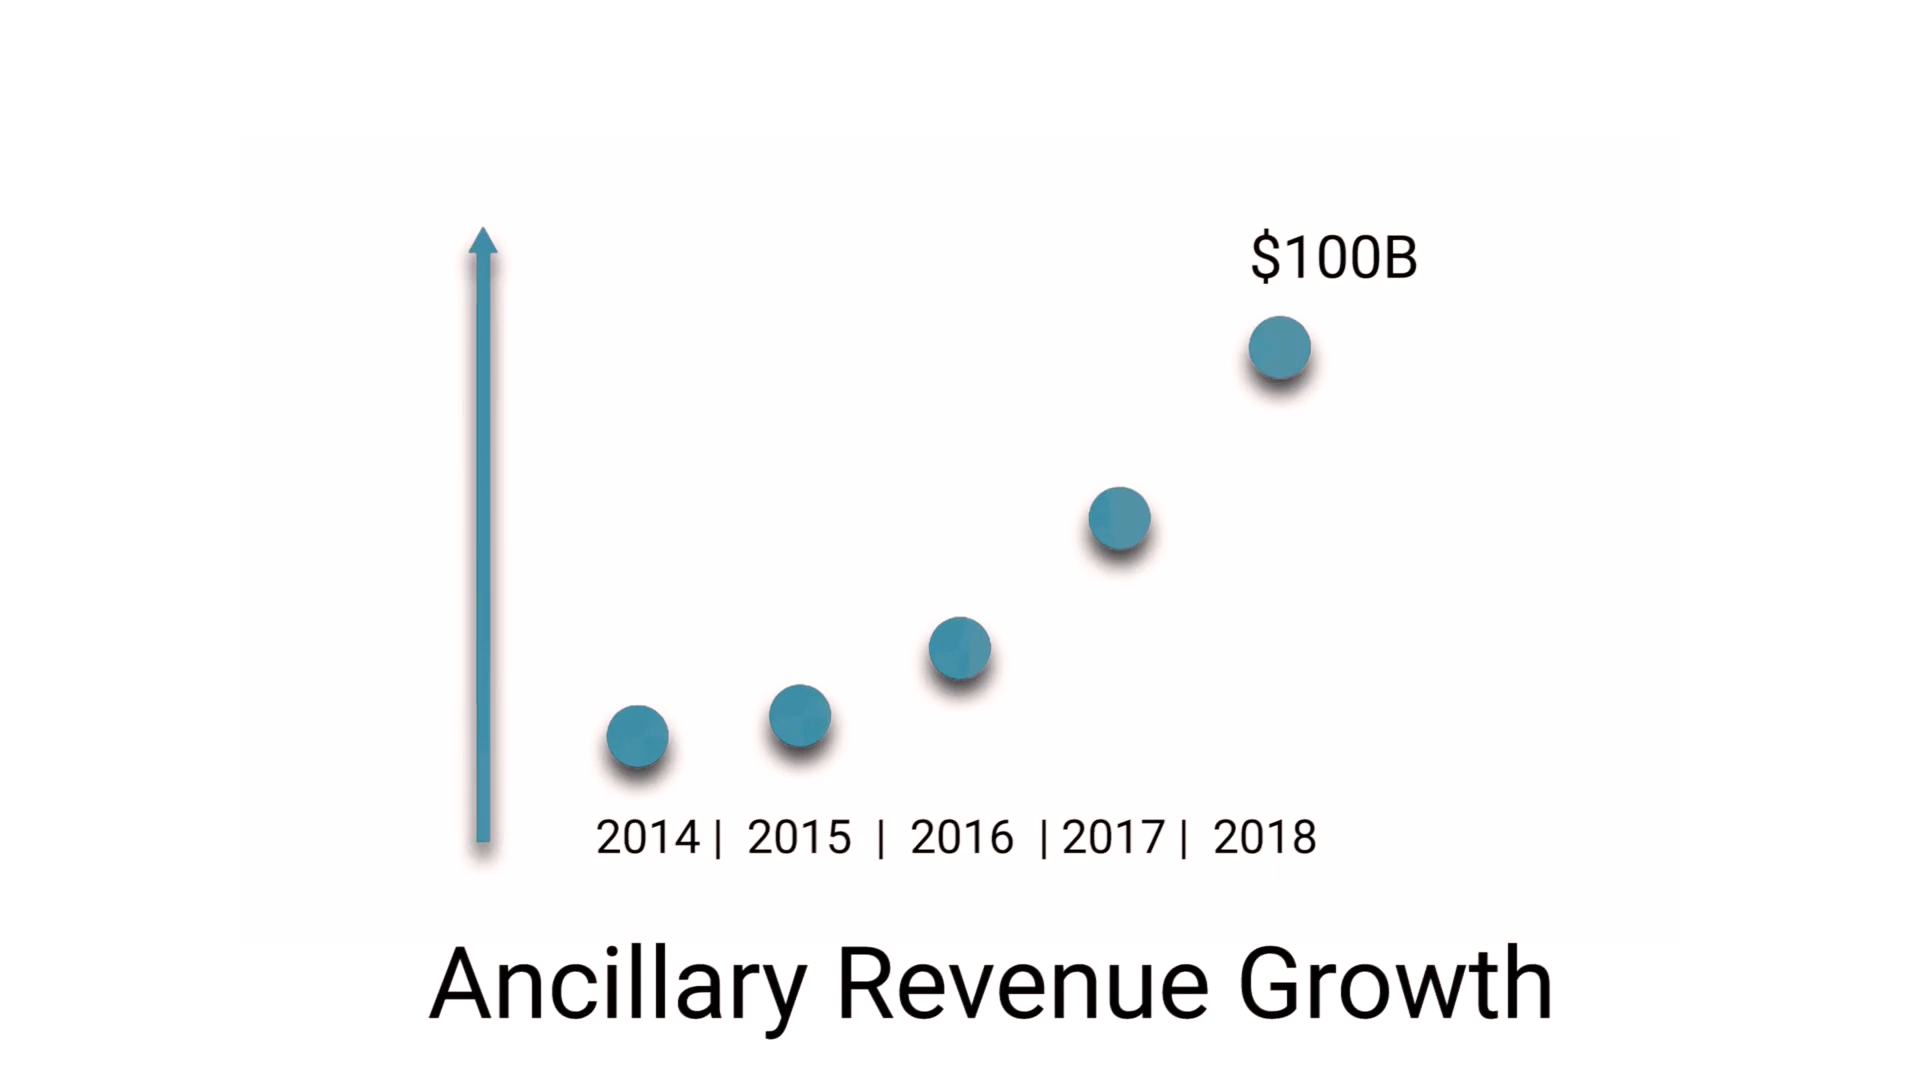 $100B
2014 | 2015 | 2016 | 2017 | 2018
Ancillary Revenue Growth